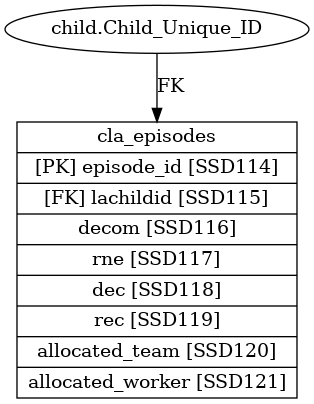 child.Child_Unique_ID
FK
cla_episodes
[PK] episode_id [SSD114]
[FK] lachildid [SSD115]
decom [SSD116]
rne [SSD117]
dec [SSD118]
rec [SSD119]
allocated_team [SSD120]
allocated_worker [SSD121]